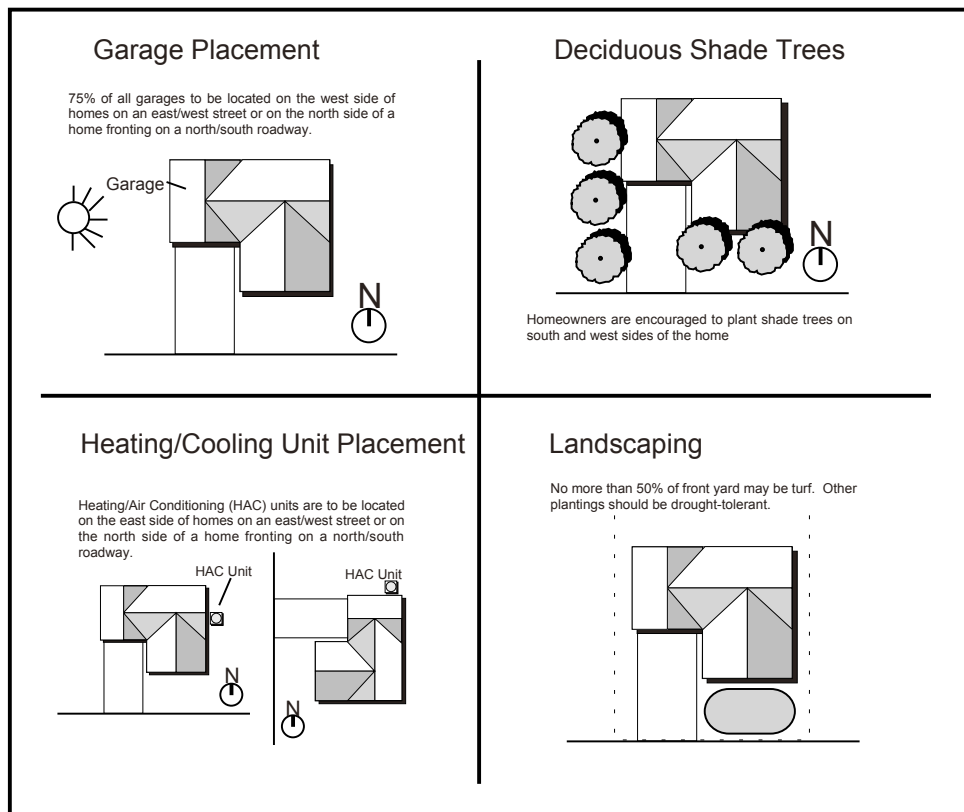 Garage Placement
75% of all garages to be located on the west side of
homes on an east/west street or on the north side of a
home fronting on a north/south roadway.
Garage
N
Deciduous Shade Trees
N
Homeowners are encouraged to plant shade trees on
south and west sides of the home
Heating/Cooling Unit Placement
Heating/Air Conditioning (HAC) units are to be located
on the east side of homes on an east/west street or on
the north side of a home fronting on a north/south
roadway.
HAC Unit
N
HAC Unit
N
Landscaping
No more than 50% of front yard may be turf.  Other
plantings should be drought-tolerant.